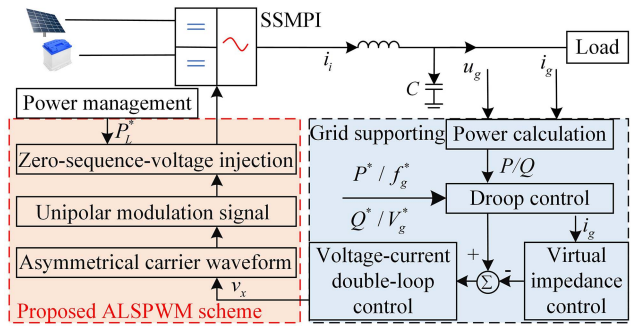 SSMPI
Load
i_i
C
u_g
i_g
Power management
P_L^*
Zero-sequence-voltage injection
Unipolar modulation signal
Asymmetrical carrier waveform
Proposed ALSPWM scheme
v_x
Grid supporting
Power calculation
P/Q
P^* / f_g^*
Q^* / V_g^*
Droop control
i_g
Voltage-current
double-loop
control
+
Σ
-
Virtual
impedance
control